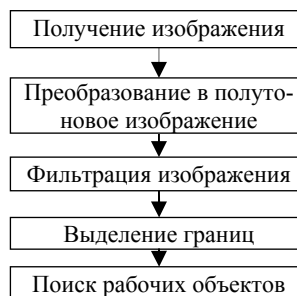 Получение изображения
Преобразование в полуто-
новое изображение
Фильтрация изображения
Выделение границ
Поиск рабочих объектов